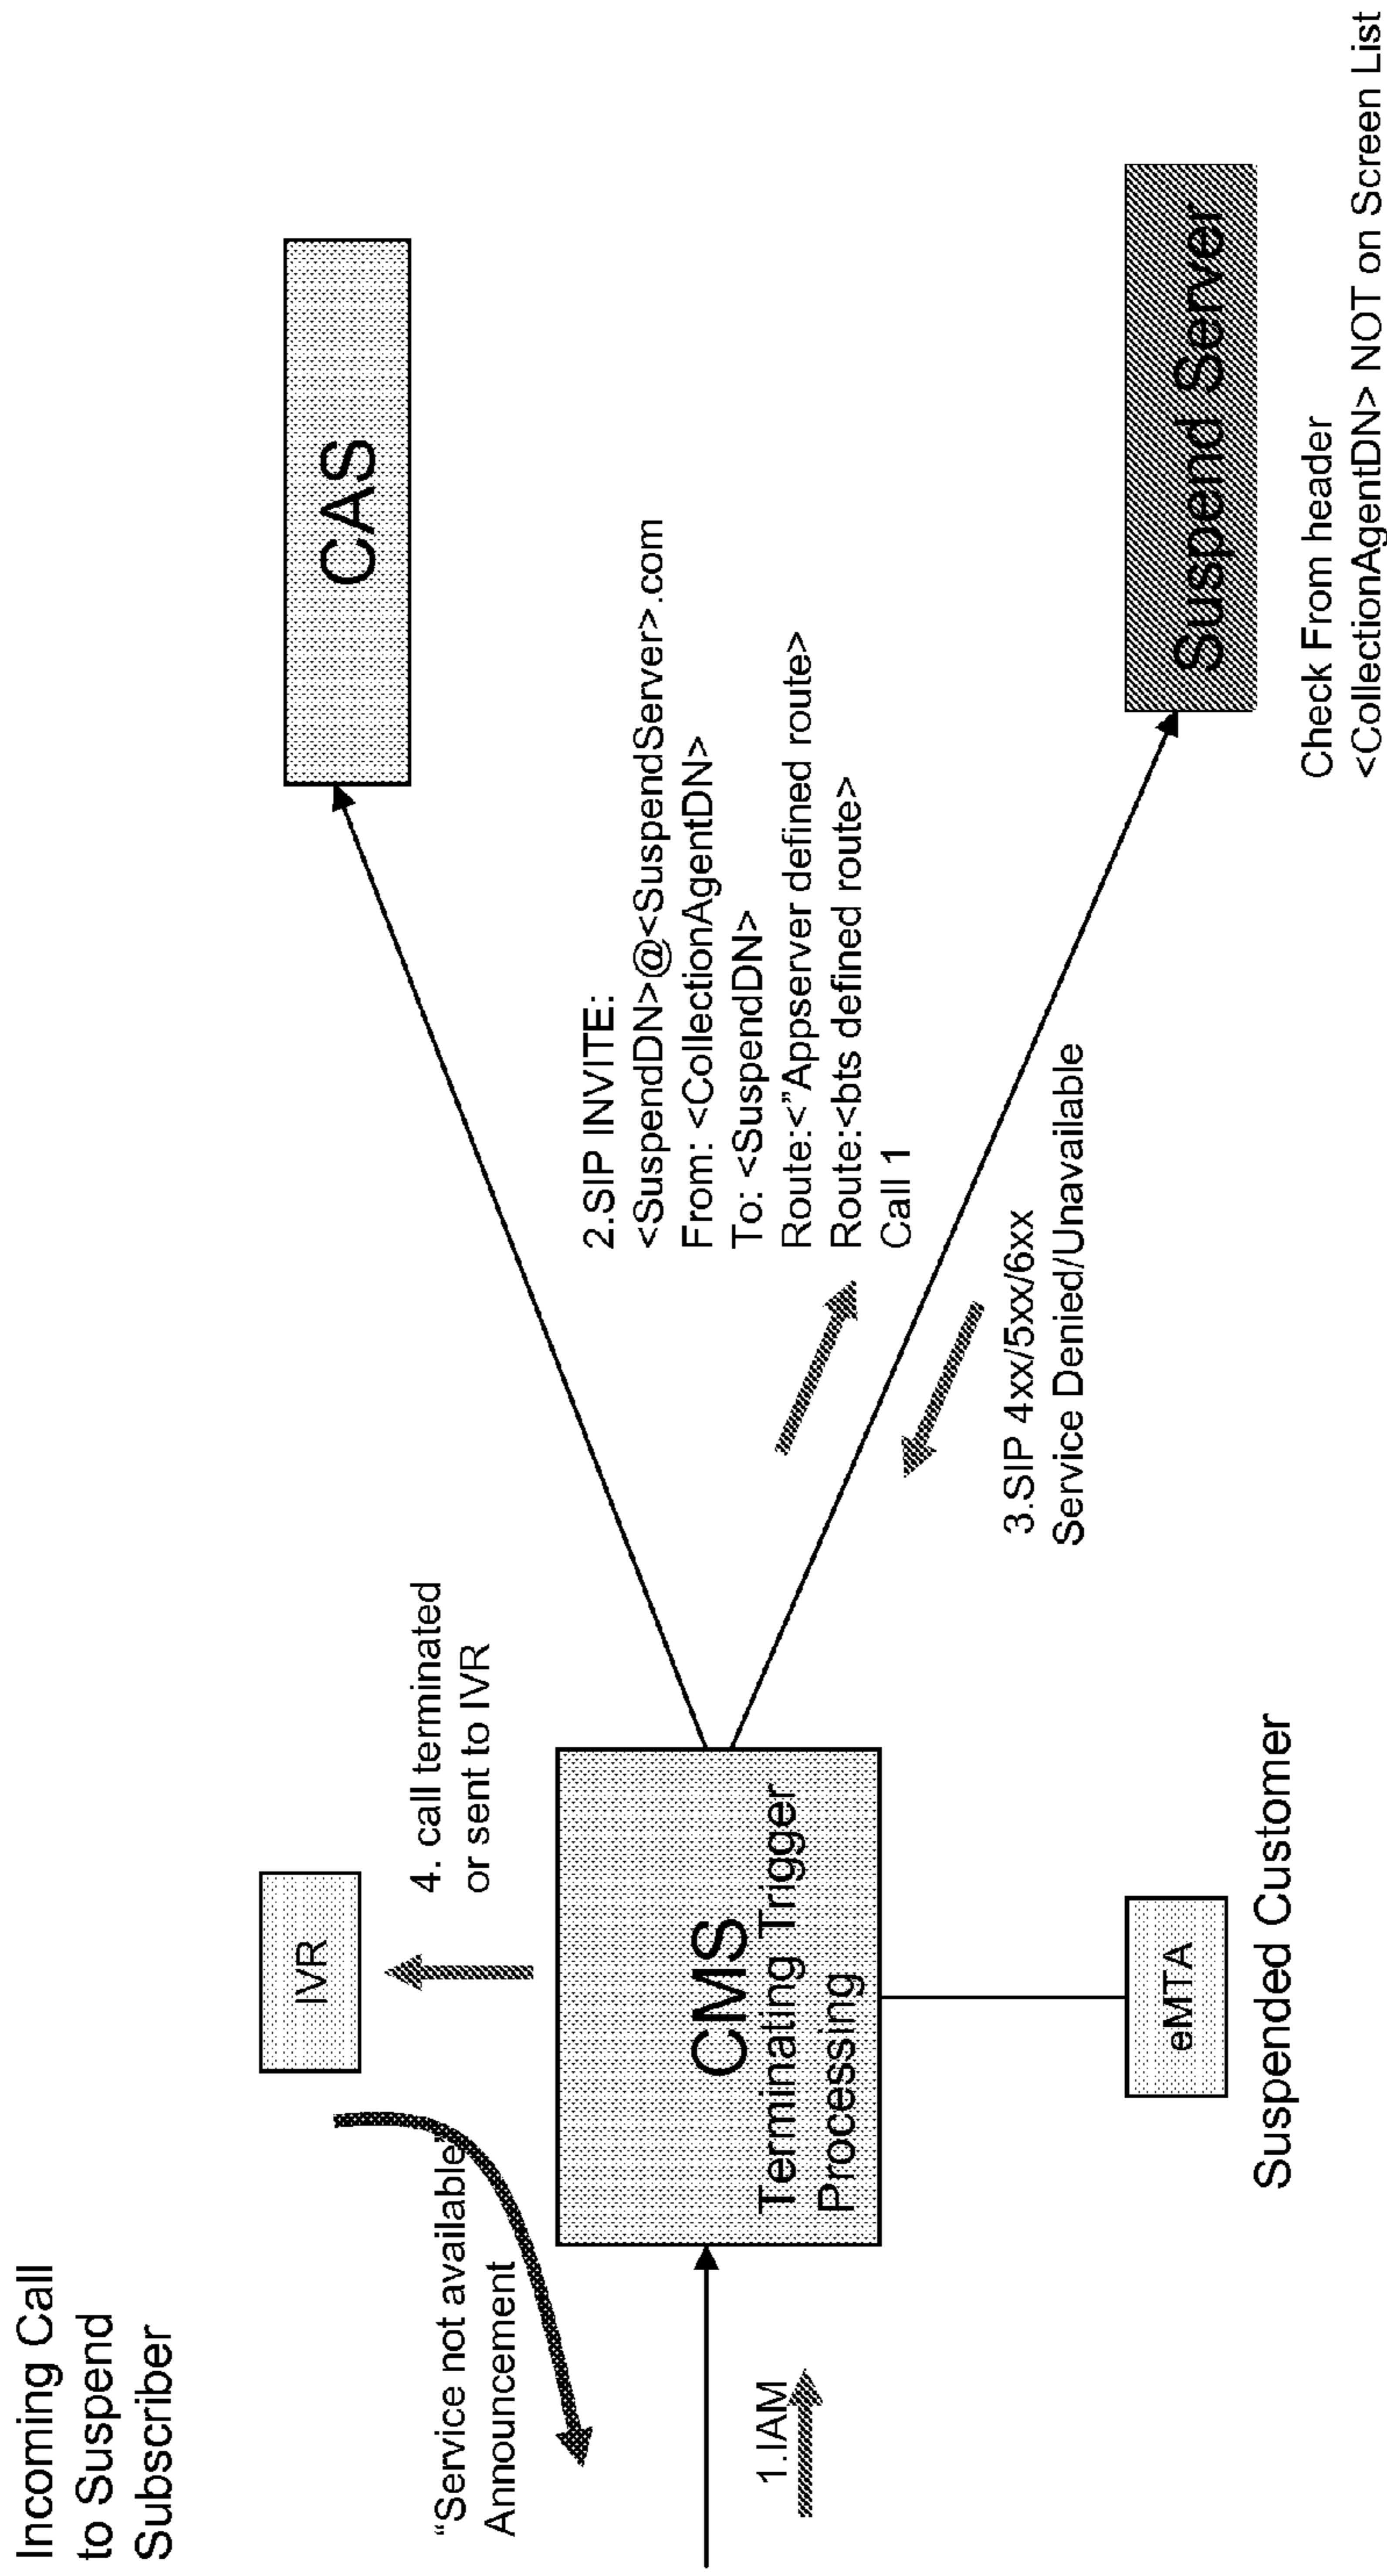 Incoming Call
to Suspend
Subscriber
IVR
“Service not available”
Announcement
4. call terminated
or sent to IVR
CAS
1.IAM
CMS
Terminating Trigger
Processing
2.SIP INVITE:
<SuspendDN>@<SuspendServer>.com
From: <CollectionAgentDN>
To: <SuspendDN>
Route:<”Appserver defined route>
Route:<bts defined route>
Call 1
3.SIP 4xx/5xx/6xx
Service Denied/Unavailable
eMTA
Suspended Customer
Suspend Server
Check From header
<CollectionAgentDN> NOT on Screen List